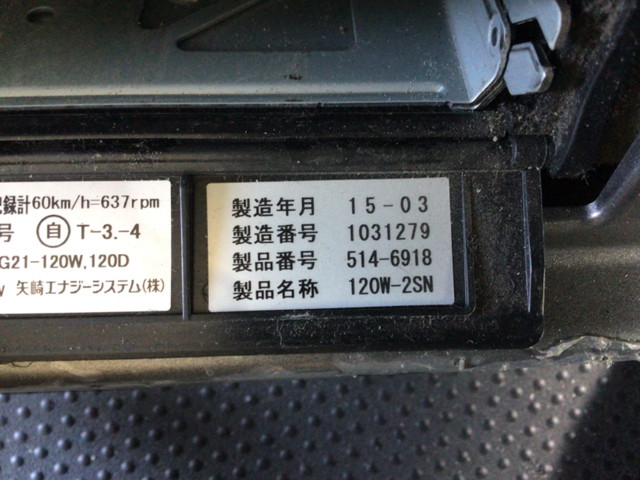 記録計60km/h=637rpm
号 自 T-3.-4
G21-120W,120D
y 矢崎エナジーシステム(株)
製造年月 15-03
製造番号 1031279
製品番号 514-6918
製品名称 120W-2SN